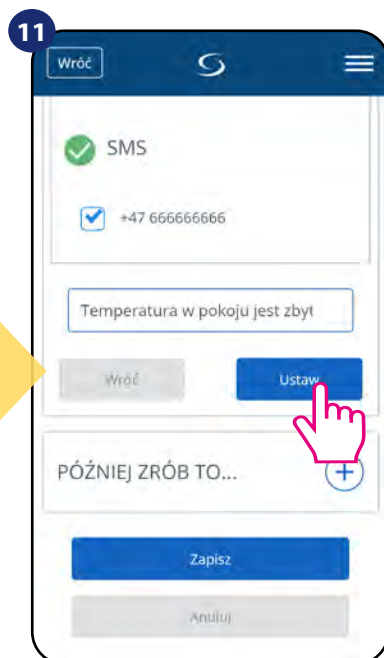 11
Wróć
SMS
+47 666666666
Temperatura w pokoju jest zbyt
Wróć
Ustaw
PÓŹNIEJ ZRÓB TO...
Zapisz
Anuluj